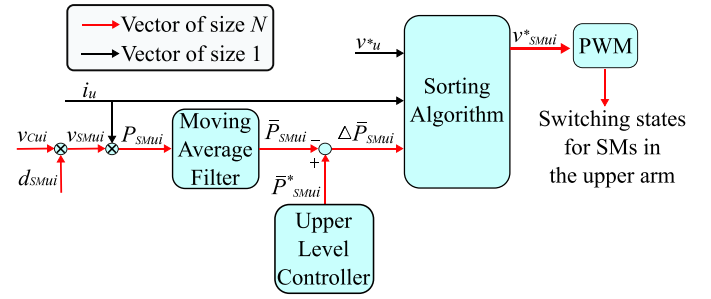 Vector of size N
Vector of size 1
v*u
v*SMui
PWM
Sorting
Algorithm
iu
Switching states
for SMs in
the upper arm
vCui
vSMui
PSMui
Moving
Average
Filter
P̄SMui
−
+
△P̄SMui
dSMui
P̄*SMui
Upper
Level
Controller